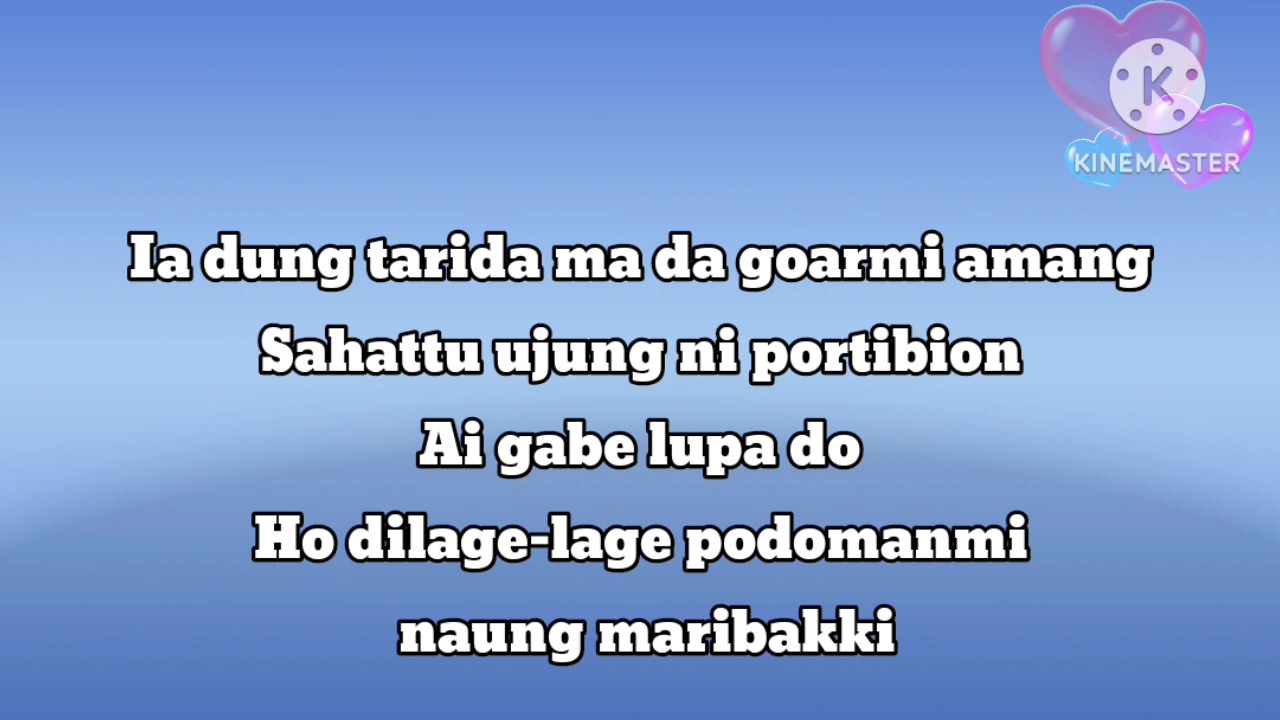 K
KINEMASTER
Ia dung tarida ma da goarmi amang
Sahattu ujung ni portibion
Ai gabe lupa do
Ho dilage-lage podomanmi
naung maribakki